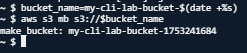 ~ $ bucket_name=my-cli-lab-bucket-$(date +%s)
~ $ aws s3 mb s3://$bucket_name
make_bucket: my-cli-lab-bucket-1753241684
~ $